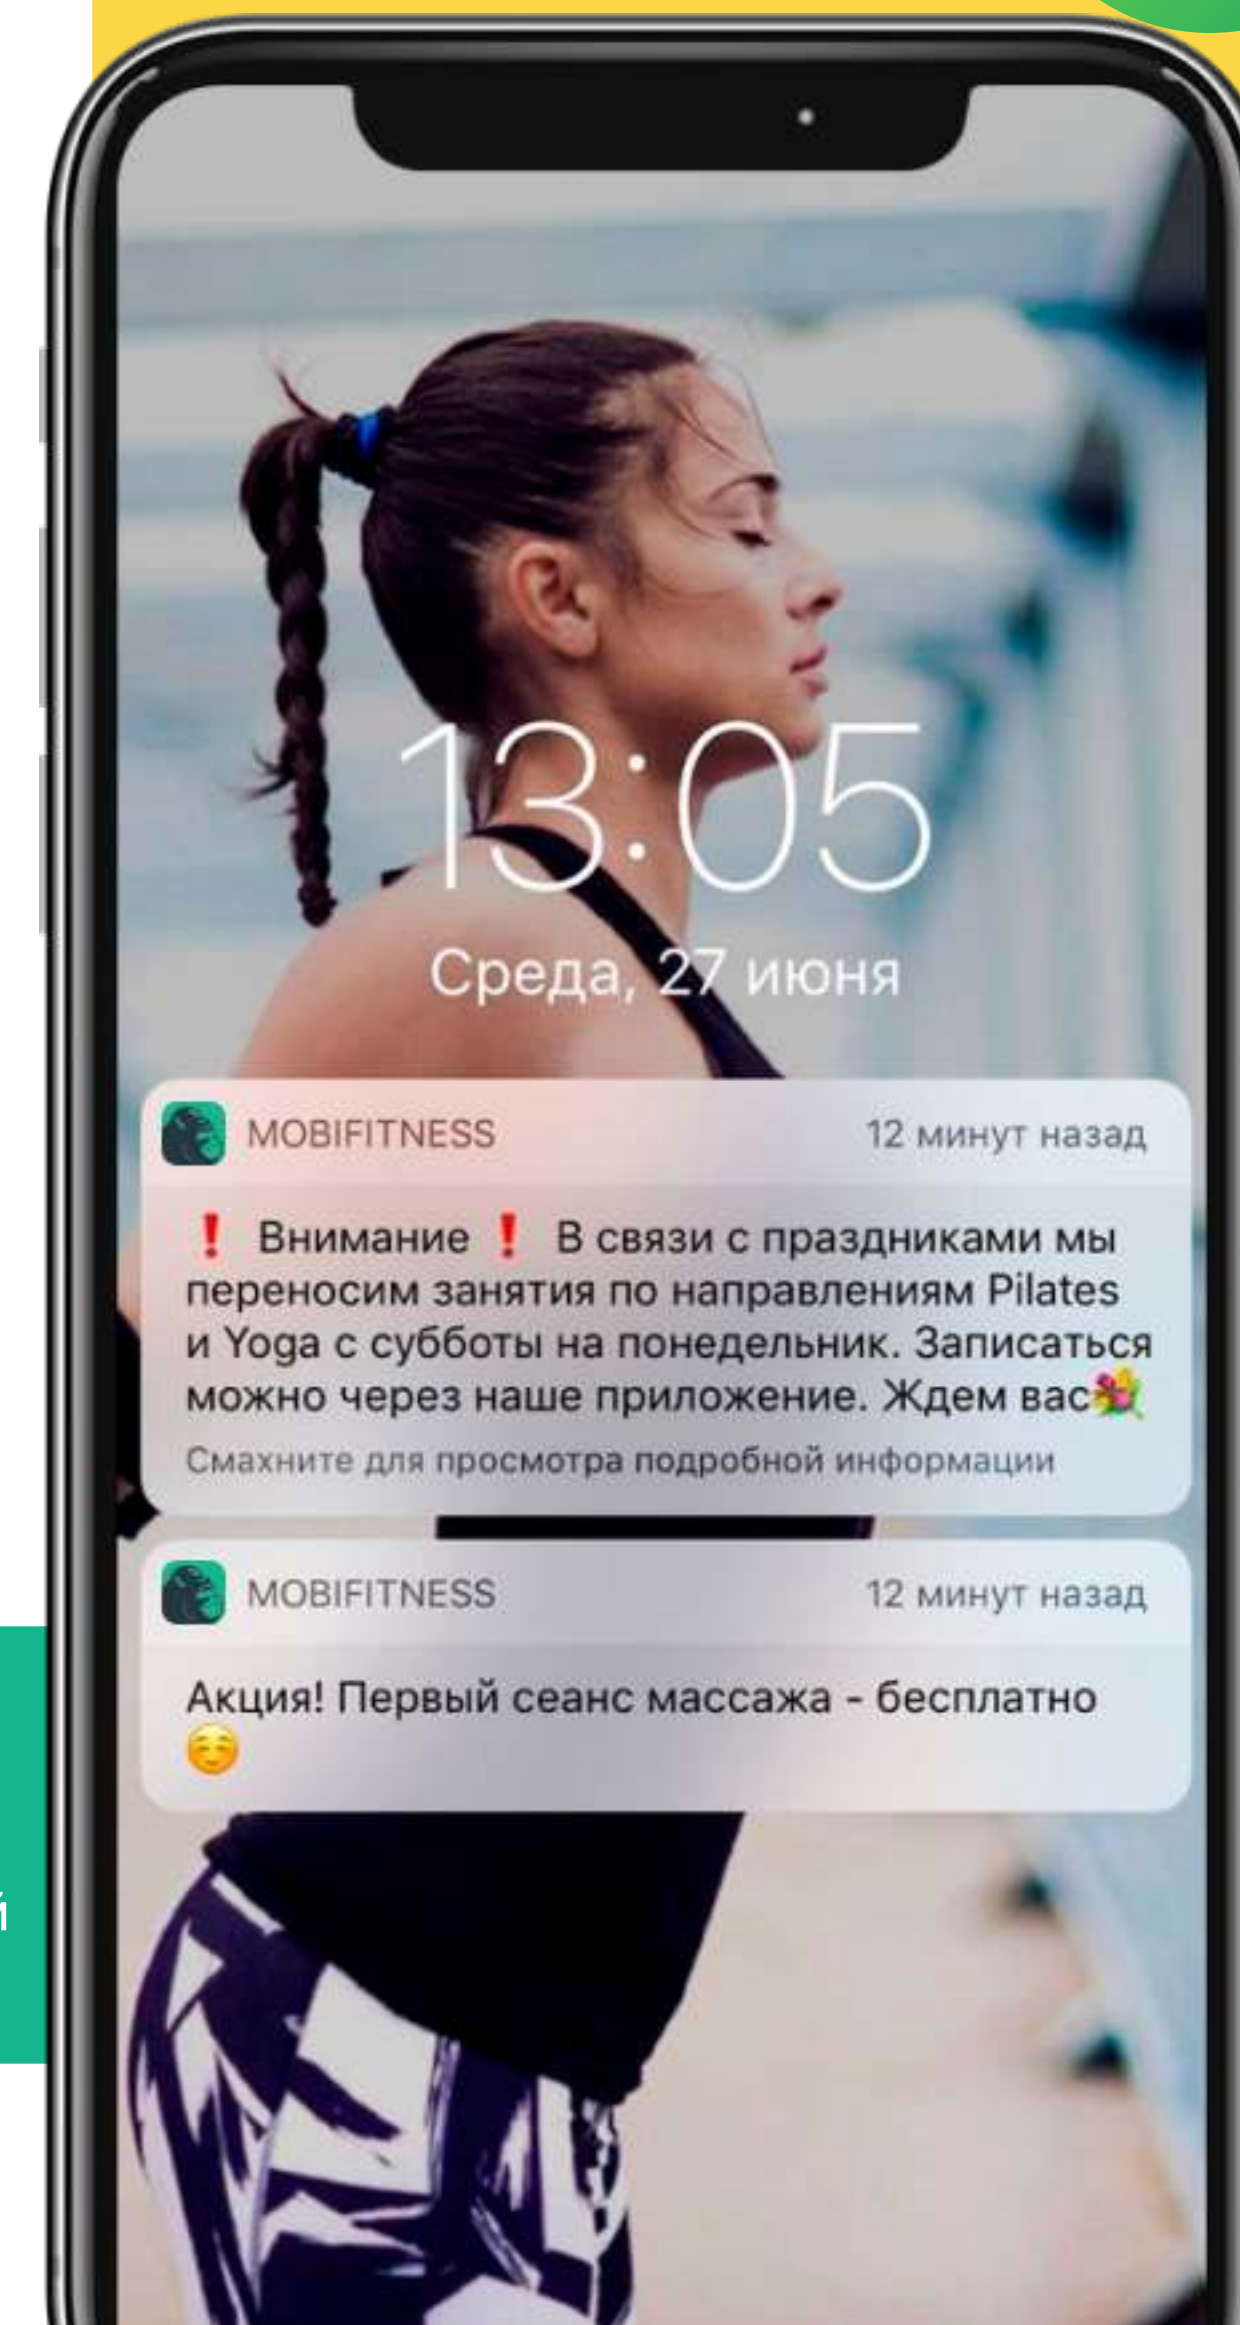 13:05
Среда, 27 июня
MOBIFITNESS 12 минут назад
❗ Внимание ❗ В связи с праздниками мы
переносим занятия по направлениям Pilates
и Yoga с субботы на понедельник. Записаться
можно через наше приложение. Ждем вас💐
Смахните для просмотра подробной информации
MOBIFITNESS 12 минут назад
Акция! Первый сеанс массажа - бесплатно
☺️
й